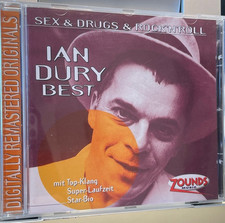 SEX & DRUGS & ROCK'N'ROLL
IAN DURY
BEST
mit Top-Klang
Super Laufzeit
Star-Bio
ZOUNDS
DIGITALLY REMASTERED ORIGINALS